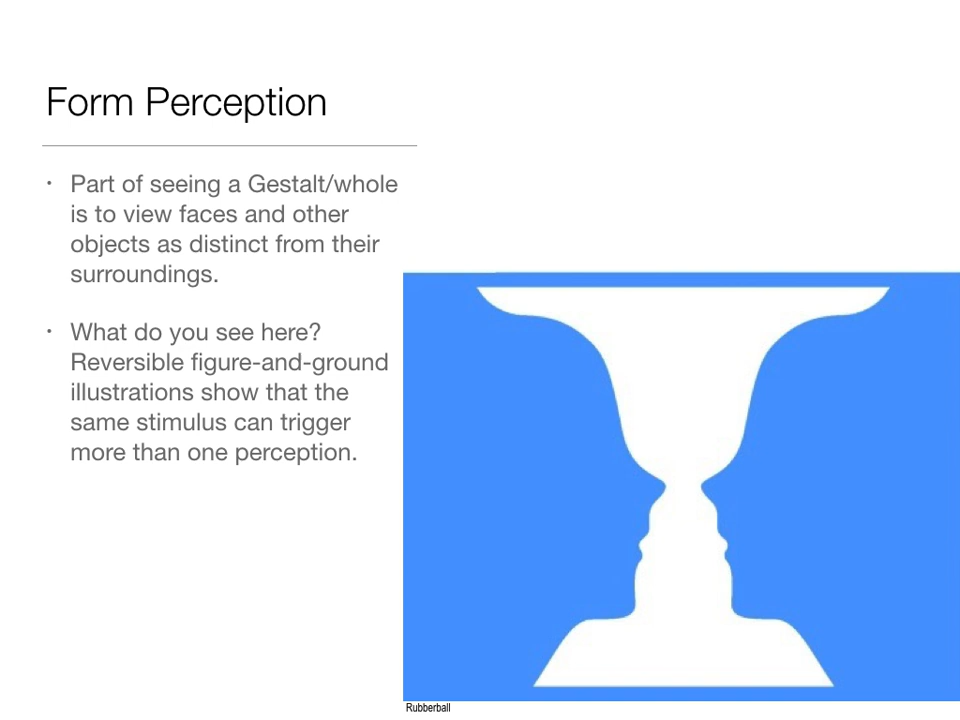 Form Perception
• Part of seeing a Gestalt/whole
is to view faces and other
objects as distinct from their
surroundings.
• What do you see here?
Reversible figure-and-ground
illustrations show that the
same stimulus can trigger
more than one perception.
Rubberball